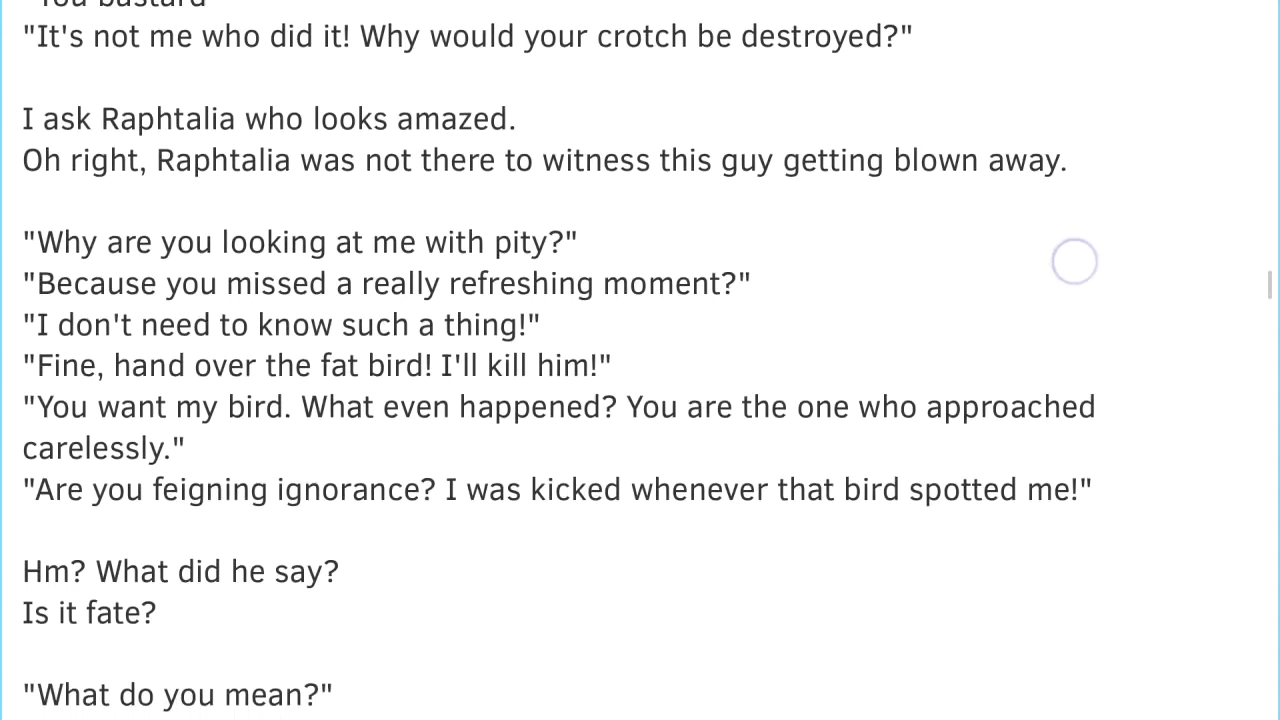 "You bastard
"It's not me who did it! Why would your crotch be destroyed?"
I ask Raphtalia who looks amazed.
Oh right, Raphtalia was not there to witness this guy getting blown away.
"Why are you looking at me with pity?"
"Because you missed a really refreshing moment?"
"I don't need to know such a thing!"
"Fine, hand over the fat bird! I'll kill him!"
"You want my bird. What even happened? You are the one who approached
carelessly."
"Are you feigning ignorance? I was kicked whenever that bird spotted me!"
Hm? What did he say?
Is it fate?
"What do you mean?"